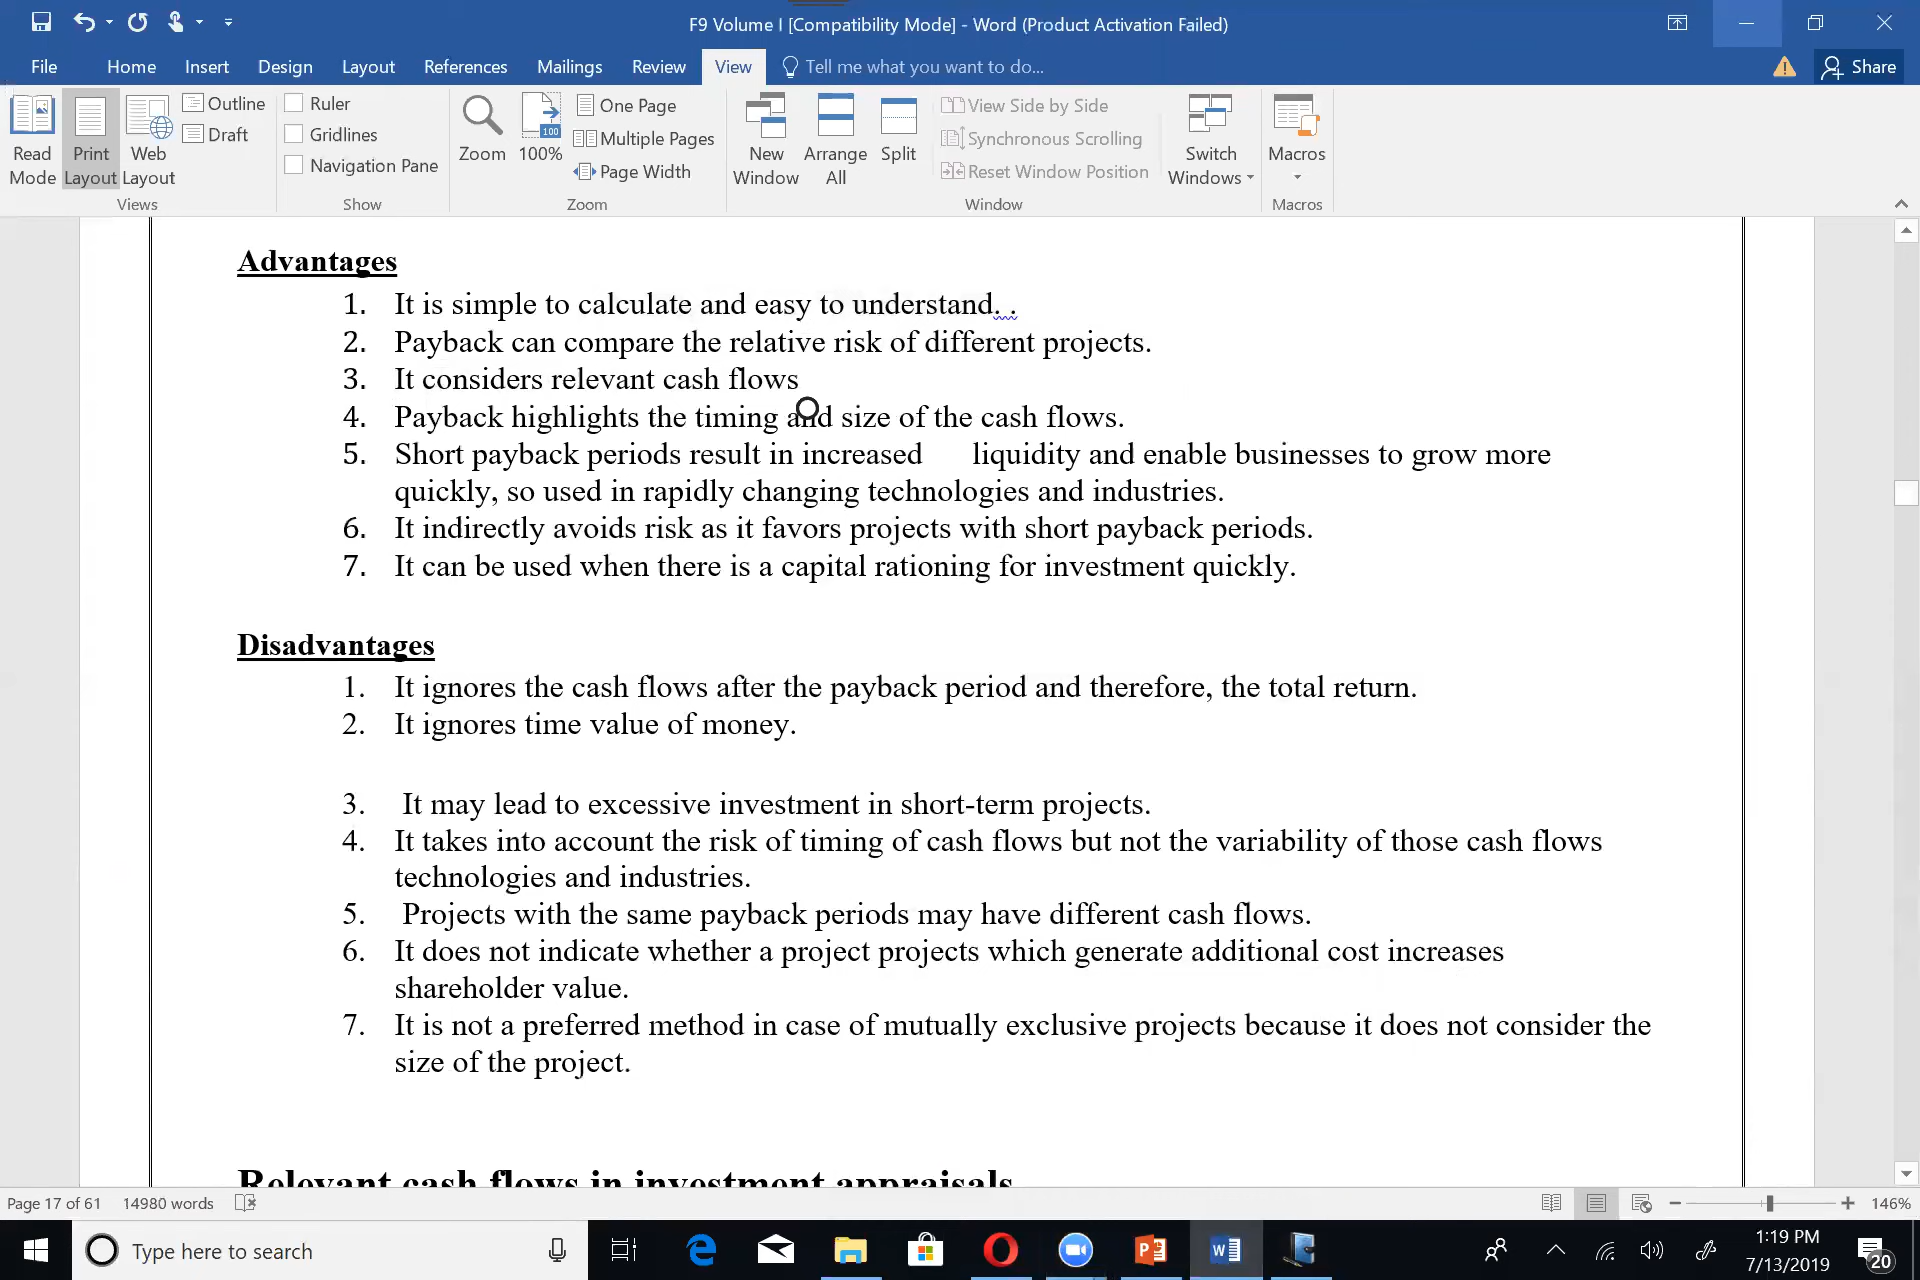 F9 Volume I [Compatibility Mode] - Word (Product Activation Failed)
File Home Insert Design Layout References Mailings Review View Tell me what you want to do... Share
Read Mode
Print Layout
Web Layout
Outline
Draft
Views
Ruler
Gridlines
Navigation Pane
Show
Zoom
100
100%
One Page
Multiple Pages
Page Width
Zoom
New Window
Arrange All
Split
View Side by Side
Synchronous Scrolling
Reset Window Position
Window
Switch Windows
Macros
Macros
Advantages
1. It is simple to calculate and easy to understand. .
2. Payback can compare the relative risk of different projects.
3. It considers relevant cash flows
4. Payback highlights the timing and size of the cash flows.
5. Short payback periods result in increased liquidity and enable businesses to grow more
quickly, so used in rapidly changing technologies and industries.
6. It indirectly avoids risk as it favors projects with short payback periods.
7. It can be used when there is a capital rationing for investment quickly.
Disadvantages
1. It ignores the cash flows after the payback period and therefore, the total return.
2. It ignores time value of money.
3. It may lead to excessive investment in short-term projects.
4. It takes into account the risk of timing of cash flows but not the variability of those cash flows
technologies and industries.
5. Projects with the same payback periods may have different cash flows.
6. It does not indicate whether a project projects which generate additional cost increases
shareholder value.
7. It is not a preferred method in case of mutually exclusive projects because it does not consider the
size of the project.
Relevant cash flows in investment appraisals
Page 17 of 61 14980 words 146%
Type here to search
1:19 PM
7/13/2019
20